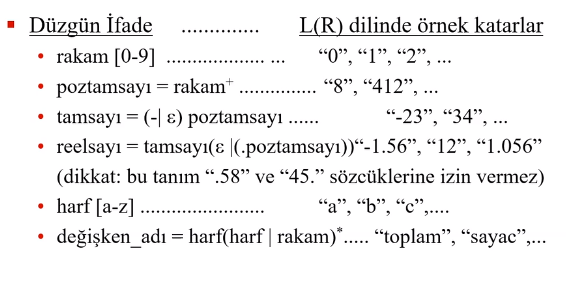 ▪ Düzgün İfade .............. L(R) dilinde örnek katarlar
• rakam [0-9] ................... ... “0”, “1”, “2”, ...
• poztamsayı = rakam⁺ ............... “8”, “412”, ...
• tamsayı = (-| ε) poztamsayı ...... “-23”, “34”, ...
• reelsayı = tamsayı(ε |(.poztamsayı))“-1.56”, “12”, “1.056”
(dikkat: bu tanım “.58” ve “45.” sözcüklerine izin vermez)
• harf [a-z] ........................ “a”, “b”, “c”,....
• değişken_adı = harf(harf | rakam)*..... “toplam”, “sayac”,...